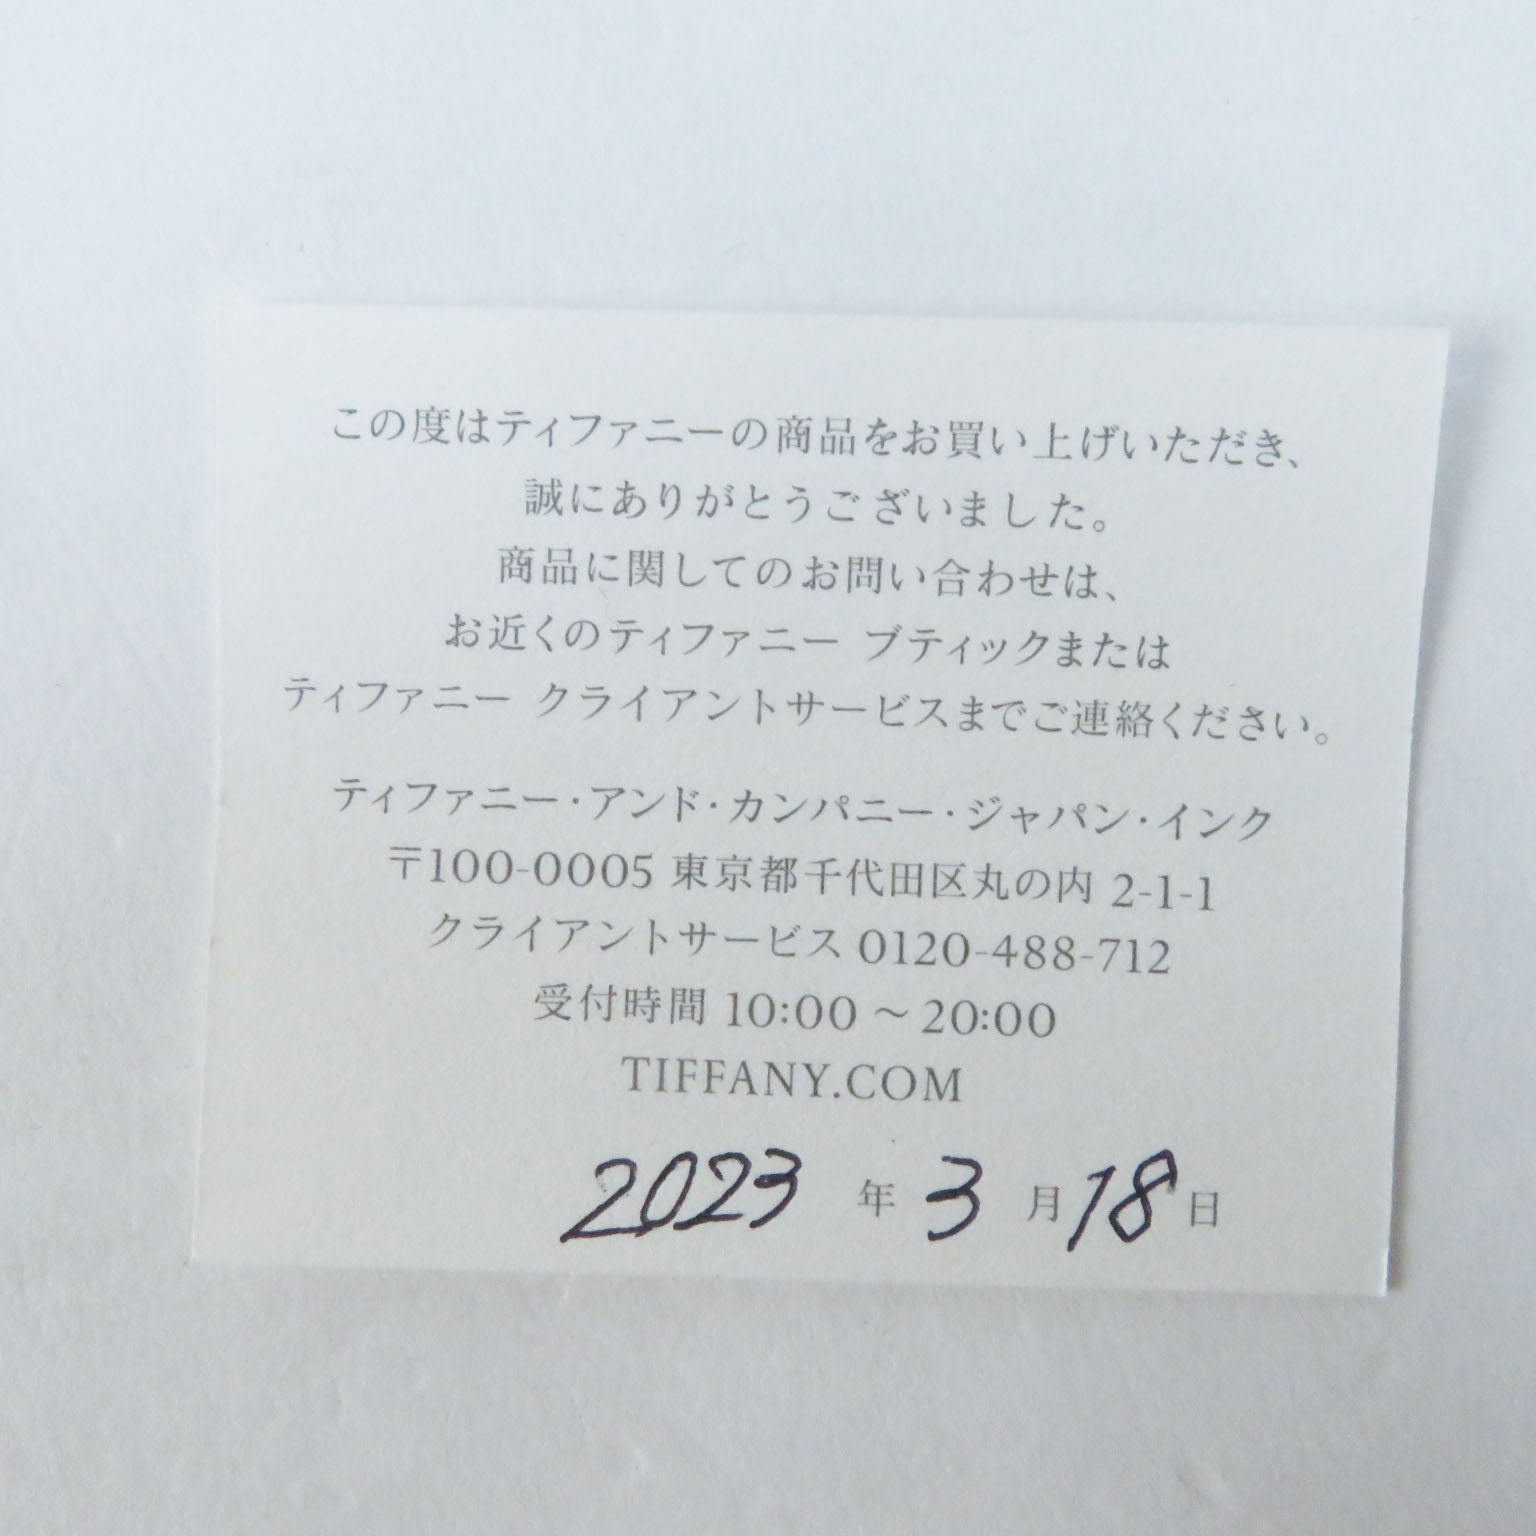 この度はティファニーの商品をお買い上げいただき、
誠にありがとうございました。
商品に関してのお問い合わせは、
お近くのティファニー ブティックまたは
ティファニー クライアントサービスまでご連絡ください。
ティファニー・アンド・カンパニー・ジャパン・インク
〒100-0005 東京都千代田区丸の内 2-1-1
クライアントサービス 0120-488-712
受付時間 10:00 〜 20:00
TIFFANY.COM
2023 年 3 月 18 日